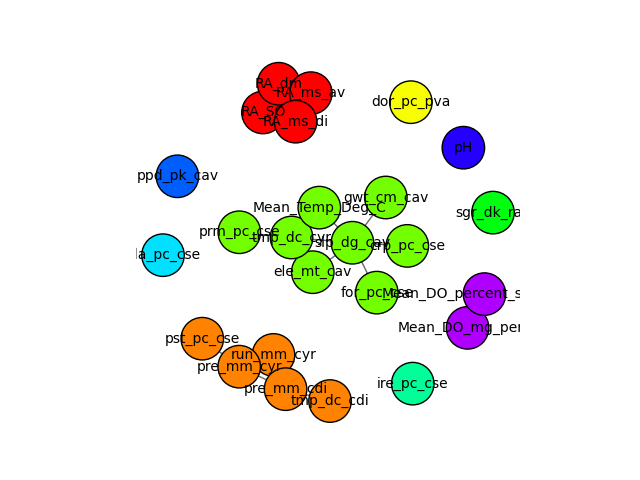 RA_dm
RA_ms_av
dor_pc_pva
RA_SO
RA_ms_di
pH
ppd_pk_cav
gwt_cm_cav
Mean_Temp_Deg_C
sgr_dk_ra
prm_pc_cse
tmp_dc_cyr
slp_dg_cav
crp_pc_cse
la_pc_cse
ele_mt_cav
for_pc_cse
Mean_DO_percent_s
Mean_DO_mg_per
pst_pc_cse
run_mm_cyr
pre_mm_cyr
ire_pc_cse
pre_mm_cdi
tmp_dc_cdi